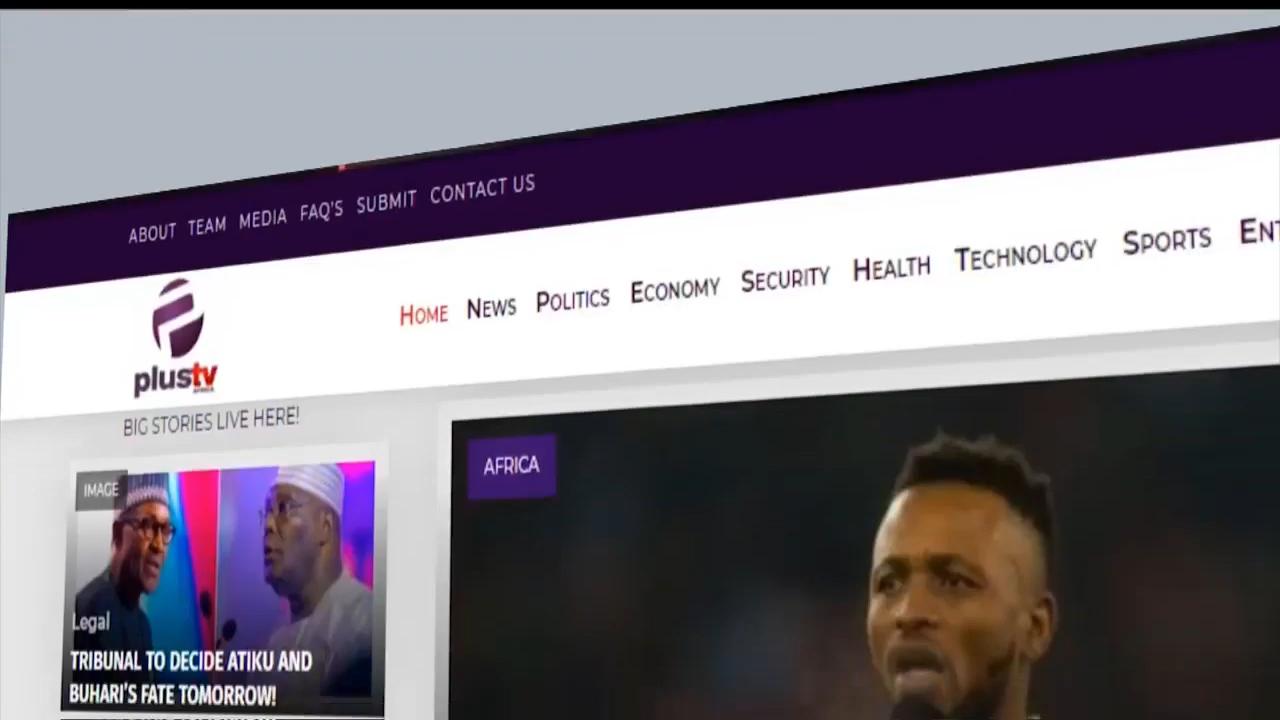 ABOUT TEAM MEDIA FAQ'S SUBMIT CONTACT US
plustv
HOME NEWS POLITICS ECONOMY SECURITY HEALTH TECHNOLOGY SPORTS ENT
BIG STORIES LIVE HERE!
IMAGE
Legal
TRIBUNAL TO DECIDE ATIKU AND
BUHARI'S FATE TOMORROW!
AFRICA